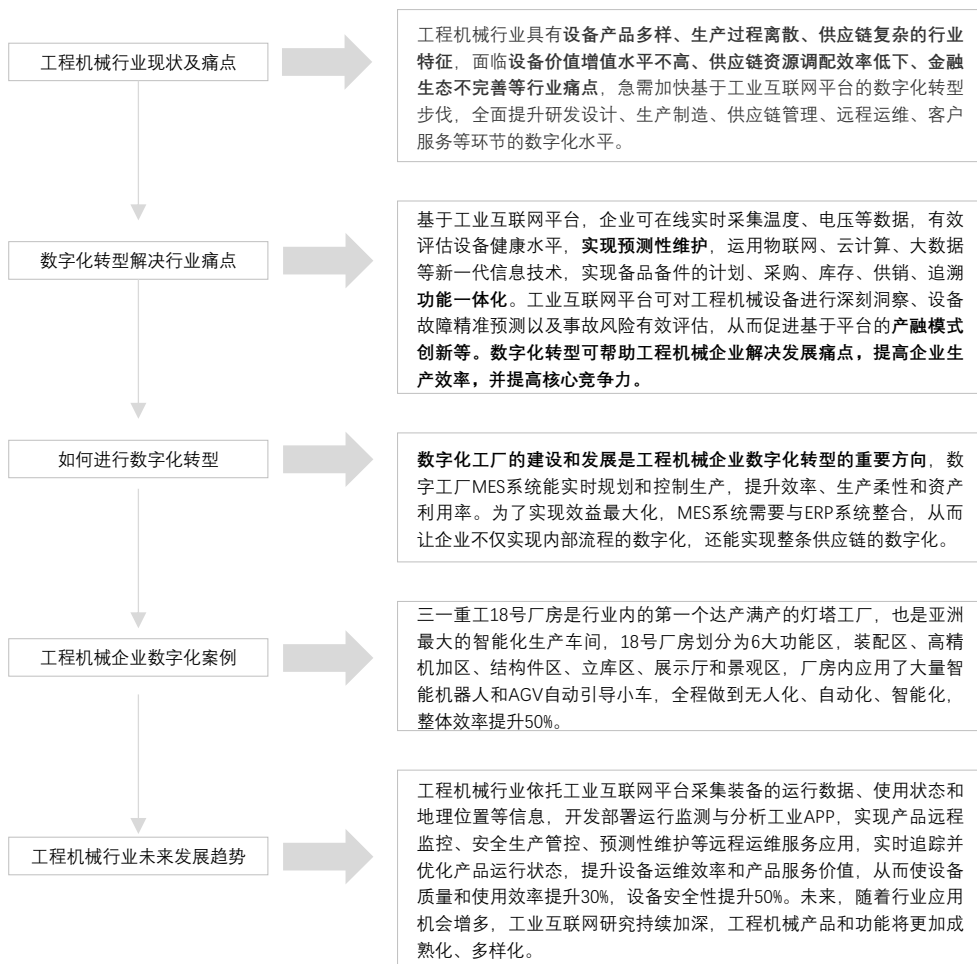 工程机械行业现状及痛点
工程机械行业具有设备产品多样、生产过程离散、供应链复杂的行业
特征，面临设备价值增值水平不高、供应链资源调配效率低下、金融
生态不完善等行业痛点，急需加快基于工业互联网平台的数字化转型
步伐，全面提升研发设计、生产制造、供应链管理、远程运维、客户
服务等环节的数字化水平。
数字化转型解决行业痛点
基于工业互联网平台，企业可在线实时采集温度、电压等数据，有效
评估设备健康水平，实现预测性维护，运用物联网、云计算、大数据
等新一代信息技术，实现备品备件的计划、采购、库存、供销、追溯
功能一体化。工业互联网平台可对工程机械设备进行深刻洞察、设备
故障精准预测以及事故风险有效评估，从而促进基于平台的产融模式
创新等。数字化转型可帮助工程机械企业解决发展痛点，提高企业生
产效率，并提高核心竞争力。
如何进行数字化转型
数字化工厂的建设和发展是工程机械企业数字化转型的重要方向，数
字工厂MES系统能实时规划和控制生产，提升效率、生产柔性和资产
利用率。为了实现效益最大化，MES系统需要与ERP系统整合，从而
让企业不仅实现内部流程的数字化，还能实现整条供应链的数字化。
工程机械企业数字化案例
三一重工18号厂房是行业内的第一个达产满产的灯塔工厂，也是亚洲
最大的智能化生产车间，18号厂房划分为6大功能区，装配区、高精
机加区、结构件区、立库区、展示厅和景观区，厂房内应用了大量智
能机器人和AGV自动引导小车，全程做到无人化、自动化、智能化，
整体效率提升50%。
工程机械行业未来发展趋势
工程机械行业依托工业互联网平台采集装备的运行数据、使用状态和
地理位置等信息，开发部署运行监测与分析工业APP，实现产品远程
监控、安全生产管控、预测性维护等远程运维服务应用，实时追踪并
优化产品运行状态，提升设备运维效率和产品服务价值，从而使设备
质量和使用效率提升30%，设备安全性提升50%。未来，随着行业应用
机会增多，工业互联网研究持续加深，工程机械产品和功能将更加成
熟化、多样化。